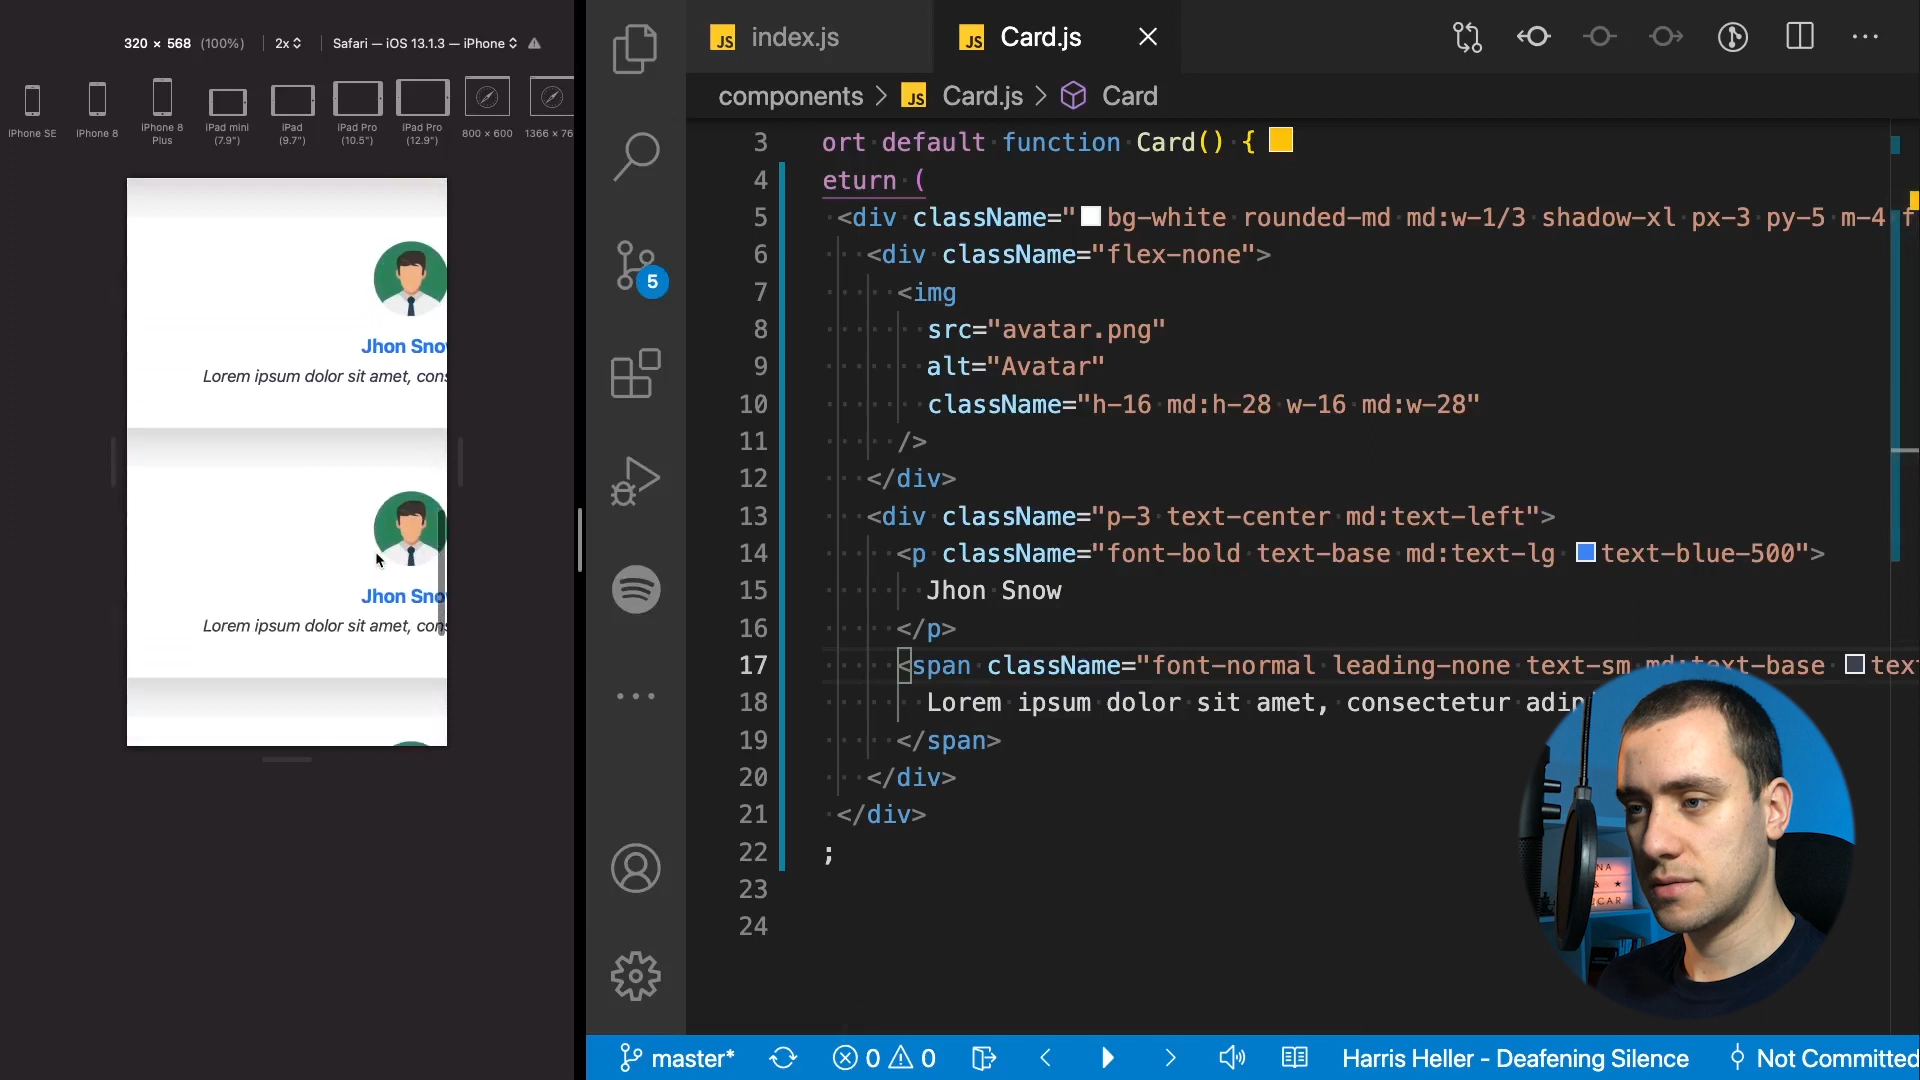 320 × 568 (100%) 2x Safari — iOS 13.1.3 — iPhone
iPhone SE
iPhone 8
iPhone 8
Plus
iPad mini
(7.9")
iPad
(9.7")
iPad Pro
(10.5")
iPad Pro
(12.9")
800 × 600
1366 × 76
Jhon Sno
Lorem ipsum dolor sit amet, cons
Jhon Sno
Lorem ipsum dolor sit amet, cons
5
JS index.js
JS Card.js
components > JS Card.js > Card
3 ort default function Card() {
4 eturn (
5 <div className="bg-white rounded-md md:w-1/3 shadow-xl px-3 py-5 m-4 f
6 <div className="flex-none">
7 <img
8 src="avatar.png"
9 alt="Avatar"
10 className="h-16 md:h-28 w-16 md:w-28"
11 />
12 </div>
13 <div className="p-3 text-center md:text-left">
14 <p className="font-bold text-base md:text-lg text-blue-500">
15 Jhon Snow
16 </p>
17 <span className="font-normal leading-none text-sm md:text-base tex
18 Lorem ipsum dolor sit amet, consectetur adip
19 </span>
20 </div>
21 </div>
22 ;
23
24
master* 0 0 Harris Heller - Deafening Silence Not Committed